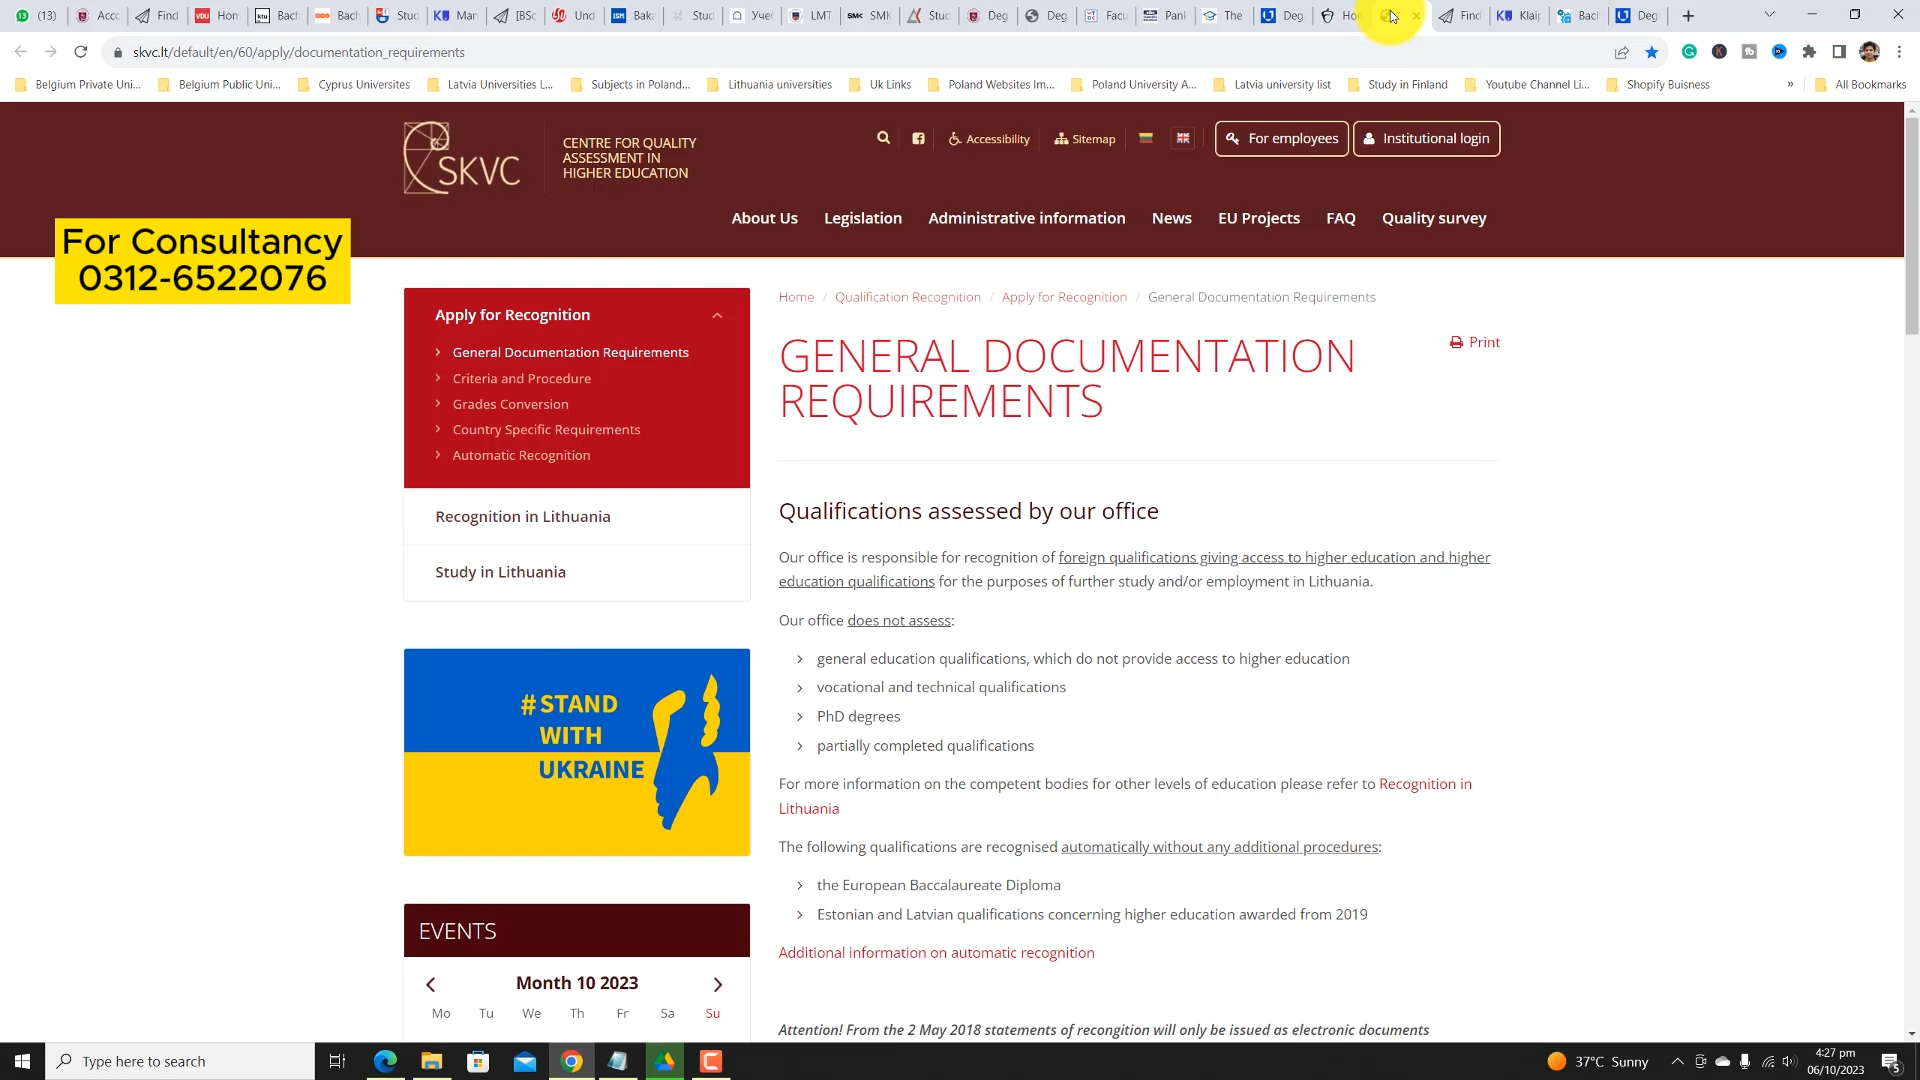 (13)
Acc
Find
Hom
Bach
Bach
Stud
Man
[BSc
Und
Baka
Stud
Учеб
LMT
SMK
Stud
Deg
Deg
Facu
Pank
The
Deg
Hom
Find
Klaip
Bach
Deg
skvc.lt/default/en/60/apply/documentation_requirements
Belgium Private Uni...
Belgium Public Uni...
Cyprus Universites
Latvia Universities L...
Subjects in Poland...
Lithuania universities
Uk Links
Poland Websites Im...
Poland University A...
Latvia university list
Study in Finland
Youtube Channel Li...
Shopify Buisness
»
All Bookmarks
SKVC
CENTRE FOR QUALITY
ASSESSMENT IN
HIGHER EDUCATION
Accessibility
Sitemap
For employees
Institutional login
About Us
Legislation
Administrative information
News
EU Projects
FAQ
Quality survey
For Consultancy
0312-6522076
Apply for Recognition
General Documentation Requirements
Criteria and Procedure
Grades Conversion
Country Specific Requirements
Automatic Recognition
Recognition in Lithuania
Study in Lithuania
# STAND
WITH
UKRAINE
EVENTS
Month 10 2023
Mo Tu We Th Fr Sa Su
Home / Qualification Recognition / Apply for Recognition / General Documentation Requirements
GENERAL DOCUMENTATION
REQUIREMENTS
Print
Qualifications assessed by our office
Our office is responsible for recognition of foreign qualifications giving access to higher education and higher
education qualifications for the purposes of further study and/or employment in Lithuania.
Our office does not assess:
general education qualifications, which do not provide access to higher education
vocational and technical qualifications
PhD degrees
partially completed qualifications
For more information on the competent bodies for other levels of education please refer to Recognition in
Lithuania
The following qualifications are recognised automatically without any additional procedures:
the European Baccalaureate Diploma
Estonian and Latvian qualifications concerning higher education awarded from 2019
Additional information on automatic recognition
Attention! From the 2 May 2018 statements of recongition will only be issued as electronic documents
Type here to search
37°C Sunny
4:27 pm
06/10/2023
5